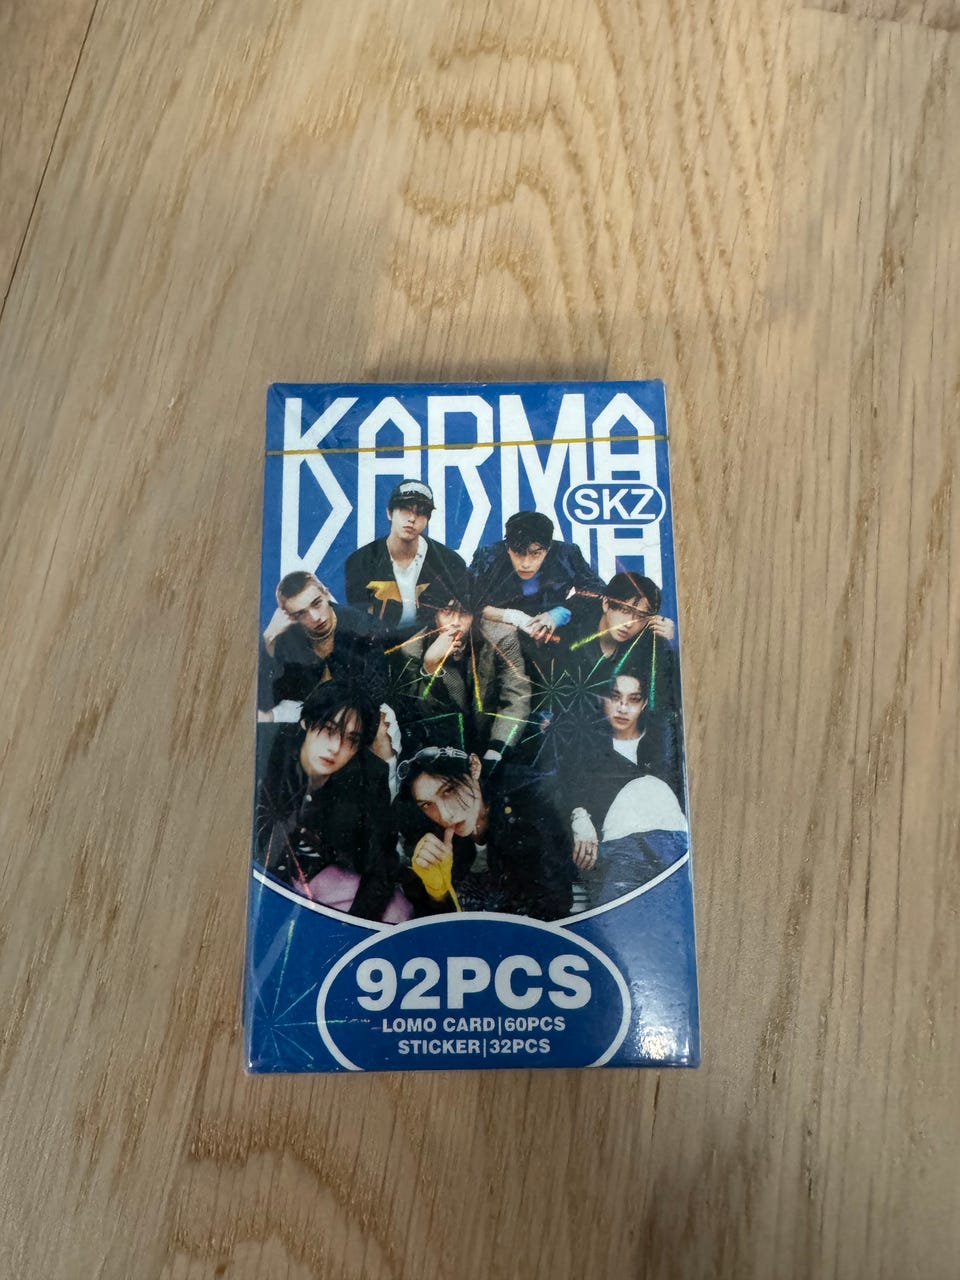 KARMA
SKZ
92PCS
LOMO CARD|60PCS
STICKER|32PCS